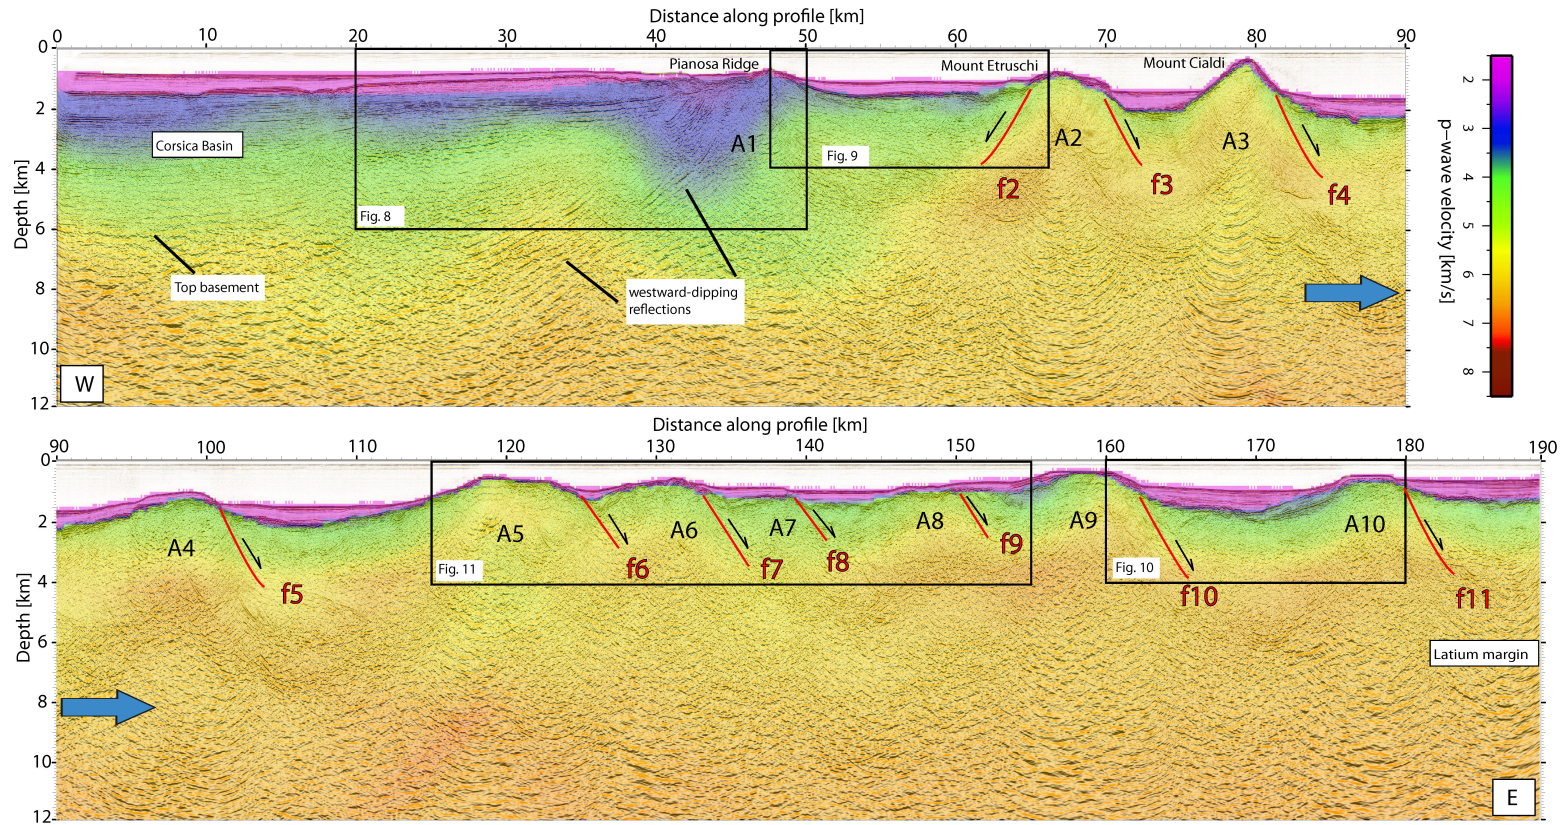 Distance along profile [km]
0 10 20 30 40 50 60 70 80 90
Pianosa Ridge
Mount Etruschi
Mount Cialdi
0
2
4
6
8
10
12
Depth [km]
Corsica Basin
A1
A2
A3
Fig. 9
Fig. 8
f2
f3
f4
Top basement
westward-dipping
reflections
W
2
3
4
5
6
7
8
p–wave velocity [km/s]
Distance along profile [km]
90 100 110 120 130 140 150 160 170 180 190
0
2
4
6
8
10
12
Depth [km]
A4
A5
A6
A7
A8
A9
A10
Fig. 11
Fig. 10
f5
f6
f7
f8
f9
f10
f11
Latium margin
E